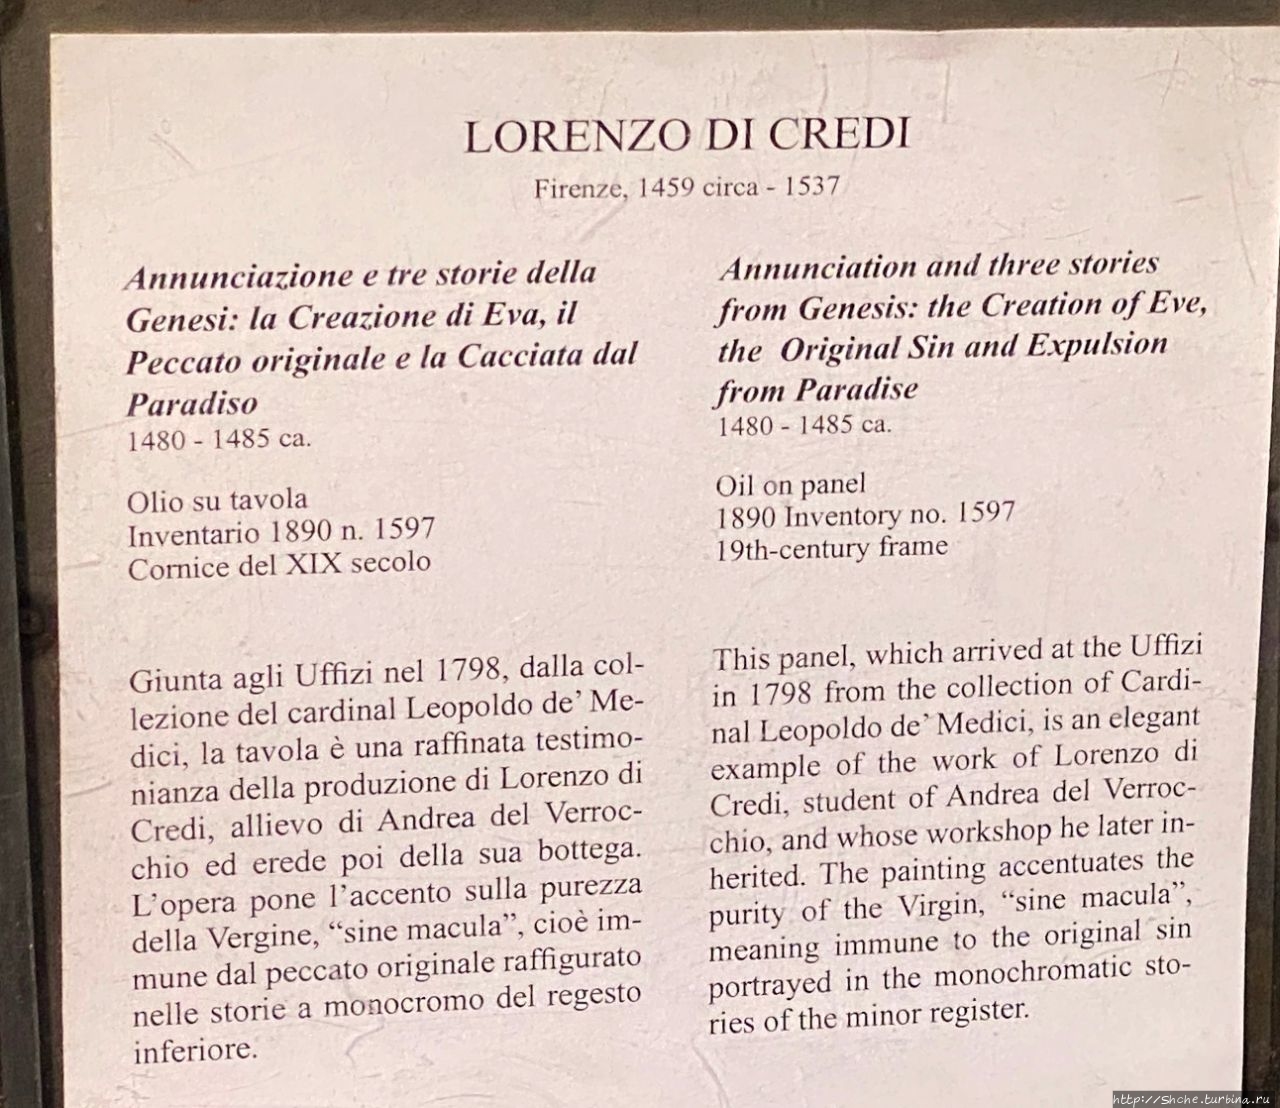 LORENZO DI CREDI
Firenze, 1459 circa - 1537
Annunciazione e tre storie della
Genesi: la Creazione di Eva, il
Peccato originale e la Cacciata dal
Paradiso
1480 - 1485 ca.
Olio su tavola
Inventario 1890 n. 1597
Cornice del XIX secolo
Giunta agli Uffizi nel 1798, dalla col-
lezione del cardinal Leopoldo de' Me-
dici, la tavola è una raffinata testimo-
nianza della produzione di Lorenzo di
Credi, allievo di Andrea del Verroc-
chio ed erede poi della sua bottega.
L'opera pone l'accento sulla purezza
della Vergine, “sine macula”, cioè im-
mune dal peccato originale raffigurato
nelle storie a monocromo del regesto
inferiore.
Annunciation and three stories
from Genesis: the Creation of Eve,
the Original Sin and Expulsion
from Paradise
1480 - 1485 ca.
Oil on panel
1890 Inventory no. 1597
19th-century frame
This panel, which arrived at the Uffizi
in 1798 from the collection of Cardi-
nal Leopoldo de' Medici, is an elegant
example of the work of Lorenzo di
Credi, student of Andrea del Verroc-
chio, and whose workshop he later in-
herited. The painting accentuates the
purity of the Virgin, “sine macula”,
meaning immune to the original sin
portrayed in the monochromatic sto-
ries of the minor register.
http://Shche.turbina.ru